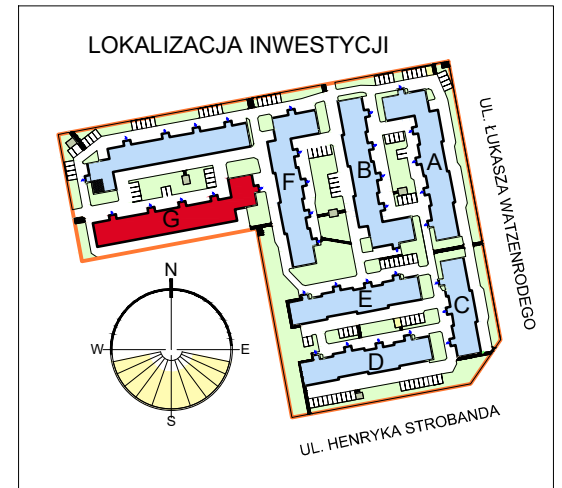 LOKALIZACJA INWESTYCJI
A
B
F
G
C
E
D
UL. ŁUKASZA WATZENRODEGO
UL. HENRYKA STROBANDA
N
W
E
S